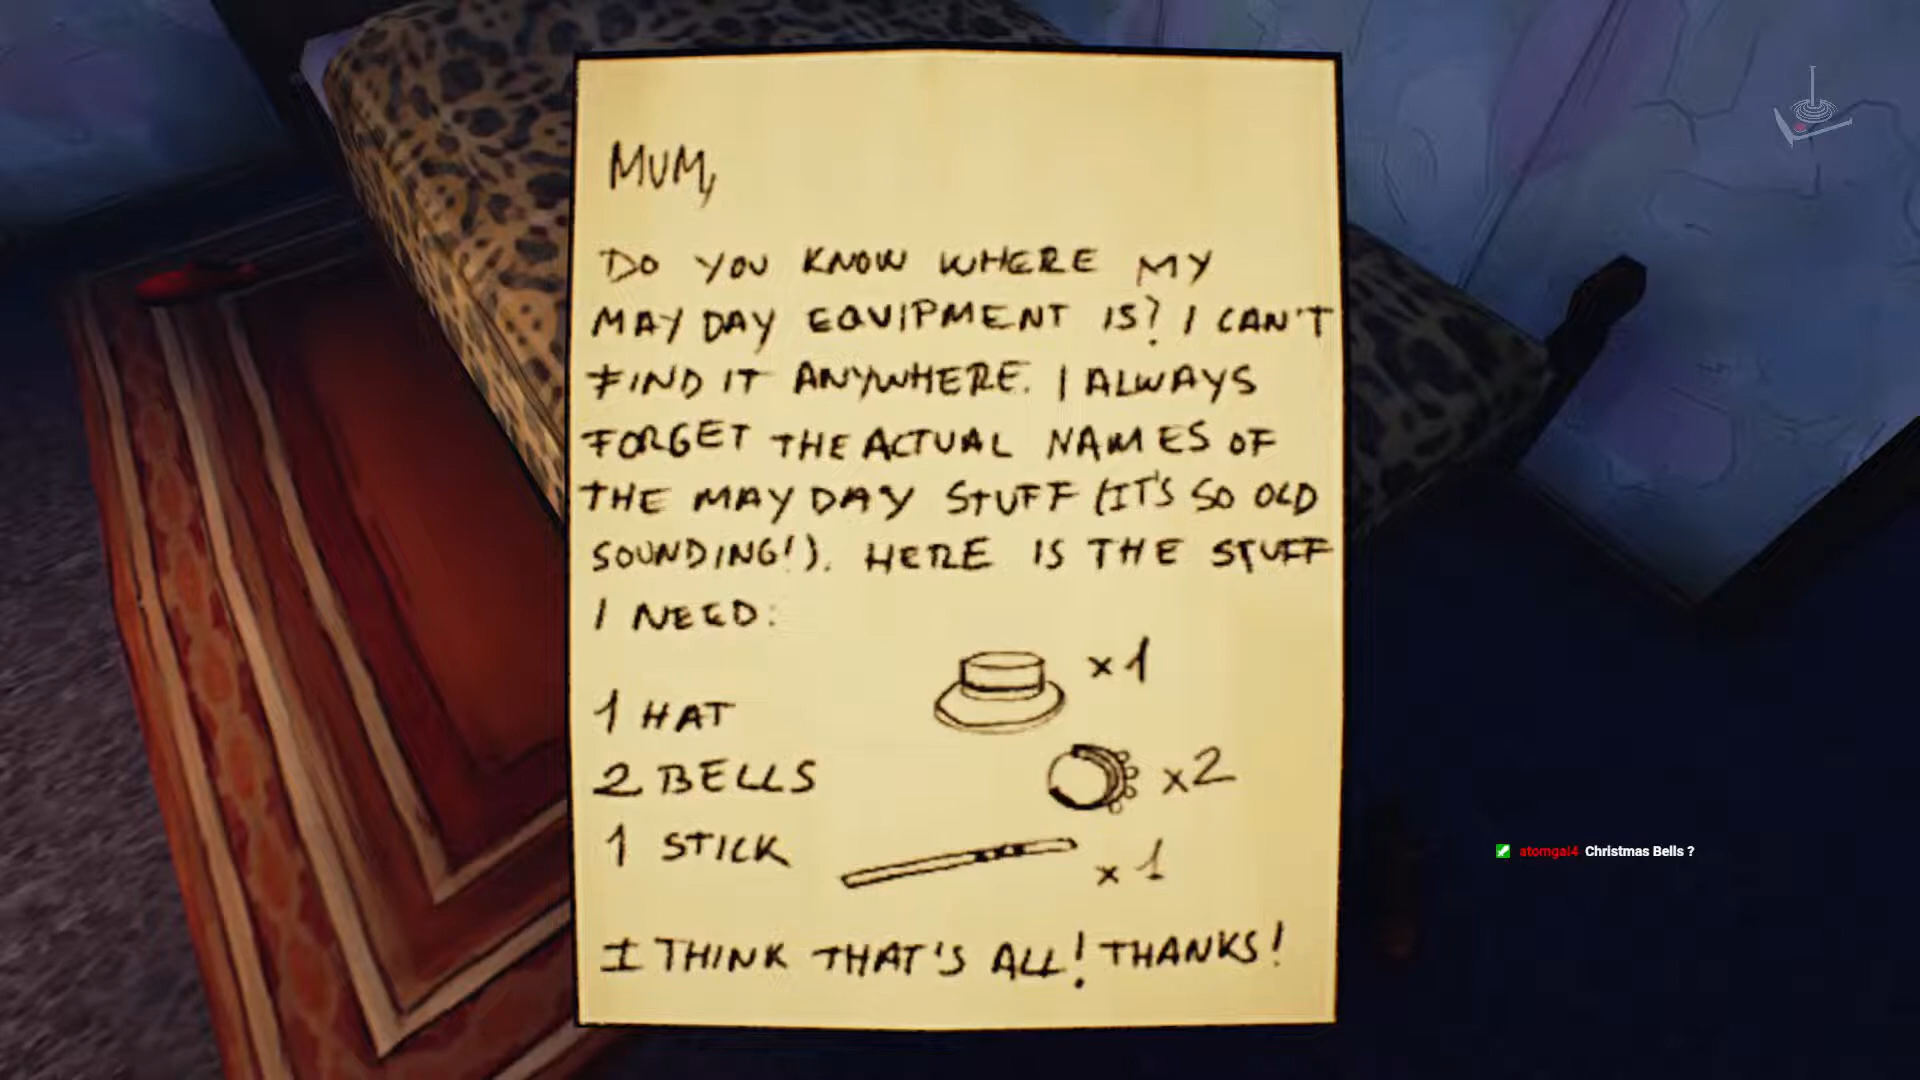 MUM,
DO YOU KNOW WHERE MY
MAY DAY EQUIPMENT IS? I CAN'T
FIND IT ANYWHERE. I ALWAYS
FORGET THE ACTUAL NAMES OF
THE MAY DAY STUFF (IT'S SO OLD
SOUNDING!). HERE IS THE STUFF
I NEED:
1 HAT x1
2 BELLS x2
1 STICK x1
I THINK THAT'S ALL! THANKS!
atomgal4 Christmas Bells ?